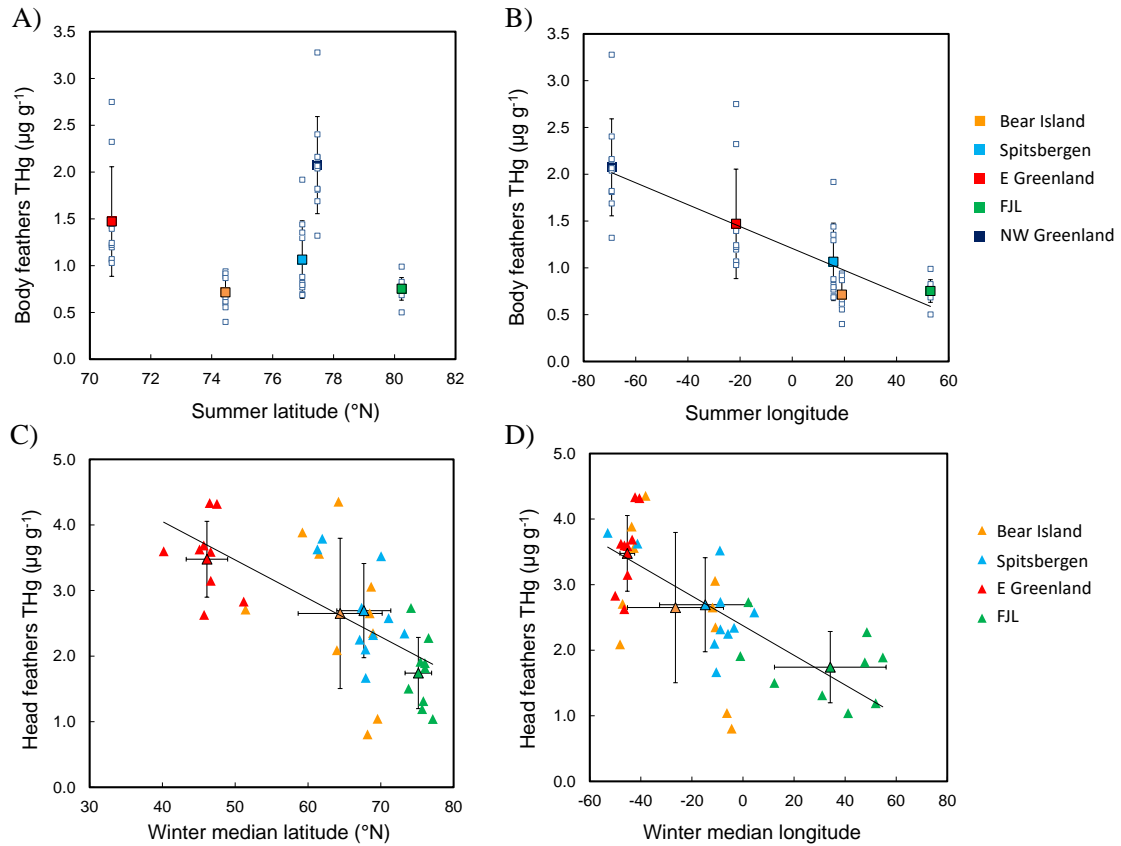 A)
3.5
3.0
2.5
2.0
1.5
1.0
0.5
0.0
Body feathers THg (µg g-1)
70 72 74 76 78 80 82
Summer latitude (°N)
B)
3.5
3.0
2.5
2.0
1.5
1.0
0.5
0.0
Body feathers THg (µg g-1)
-80 -60 -40 -20 0 20 40 60
Summer longitude
Bear Island
Spitsbergen
E Greenland
FJL
NW Greenland
C)
5.0
4.0
3.0
2.0
1.0
0.0
Head feathers THg (µg g-1)
30 40 50 60 70 80
Winter median latitude (°N)
D)
5.0
4.0
3.0
2.0
1.0
0.0
Head feathers THg (µg g-1)
-60 -40 -20 0 20 40 60 80
Winter median longitude
Bear Island
Spitsbergen
E Greenland
FJL